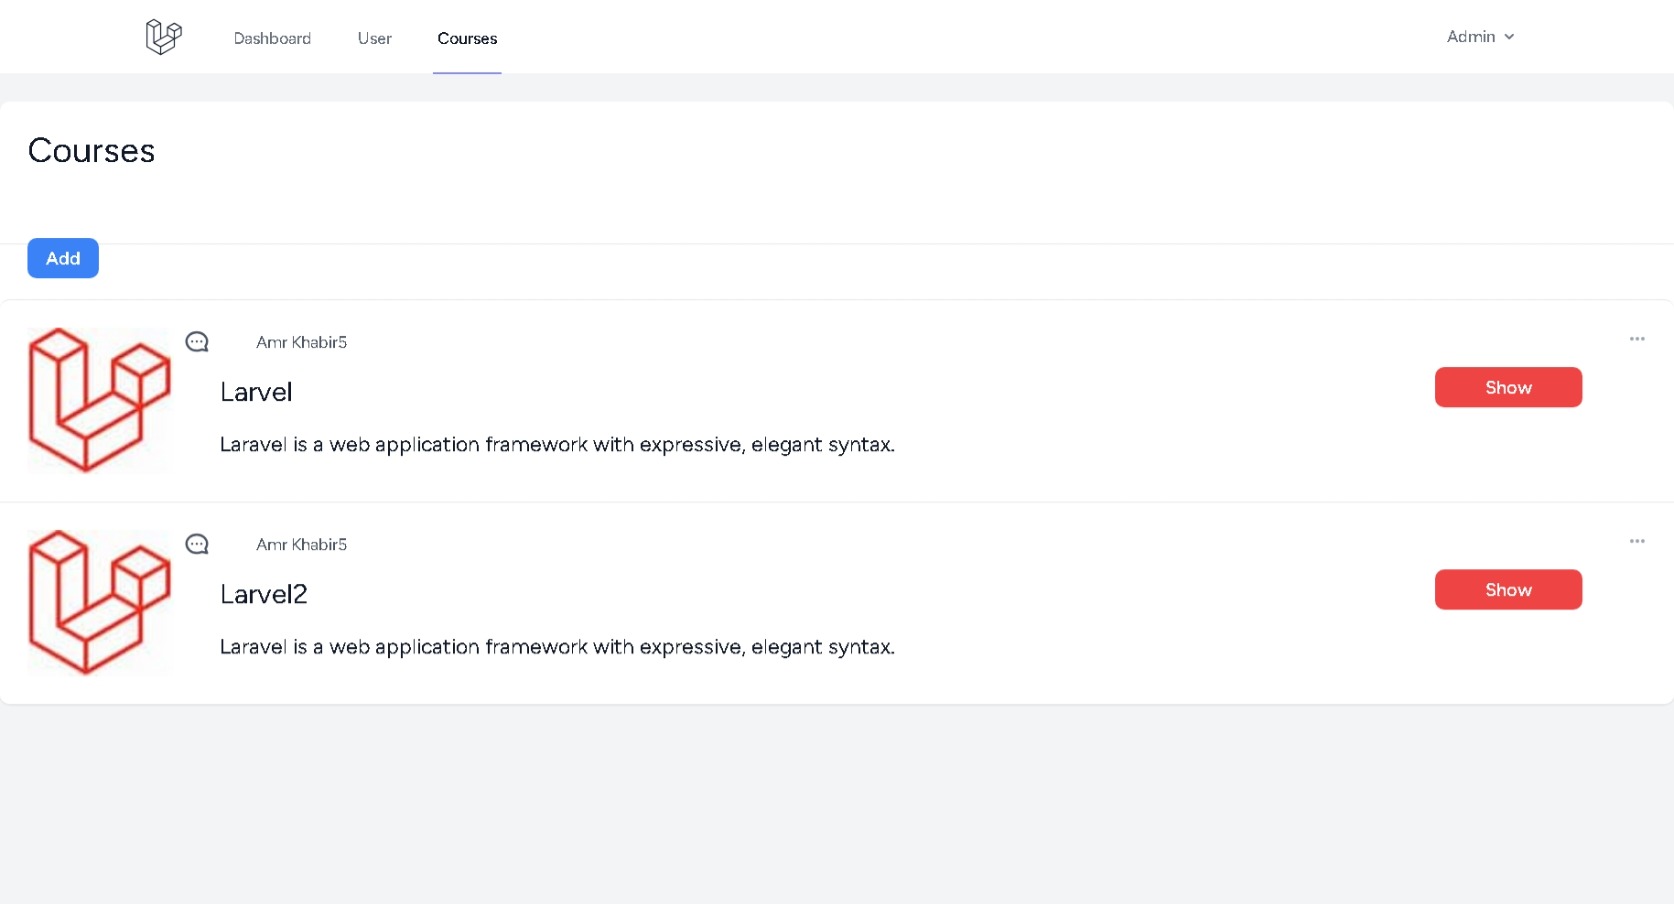 Dashboard User Courses Admin
Courses
Add
Amr Khabir5
Larvel
Show
Laravel is a web application framework with expressive, elegant syntax.
Amr Khabir5
Larvel2
Show
Laravel is a web application framework with expressive, elegant syntax.